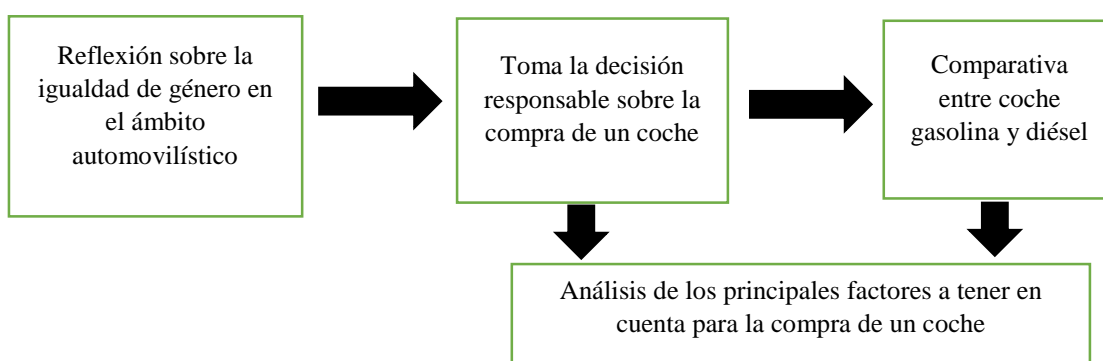 Reflexión sobre la
igualdad de género en
el ámbito
automovilístico
Toma la decisión
responsable sobre la
compra de un coche
Comparativa
entre coche
gasolina y diésel
Análisis de los principales factores a tener en
cuenta para la compra de un coche